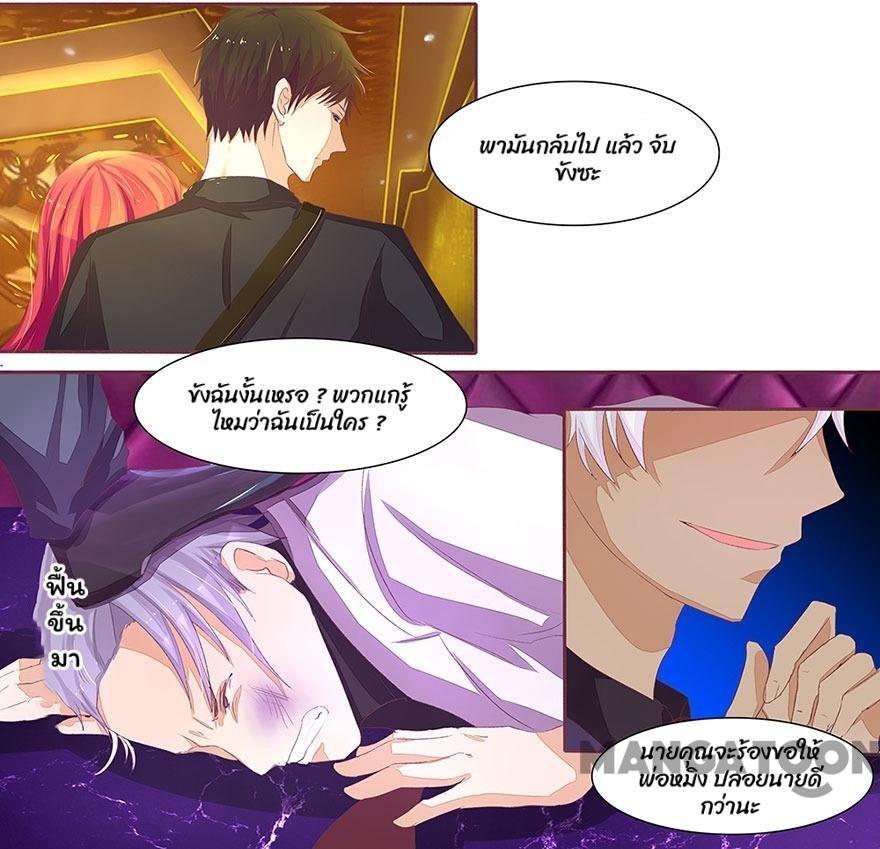 พามันกลับไป แล้ว จับ
ขังซะ
ขังฉันงั้นเหรอ ? พวกแกรู้
ไหมว่าฉันเป็นใคร ?
ฟื้น
ขึ้น
มา
นายคุณจะร้องขอให้
พ่อหมิง ปล่อยนายดี
กว่านะ
MANGATOON